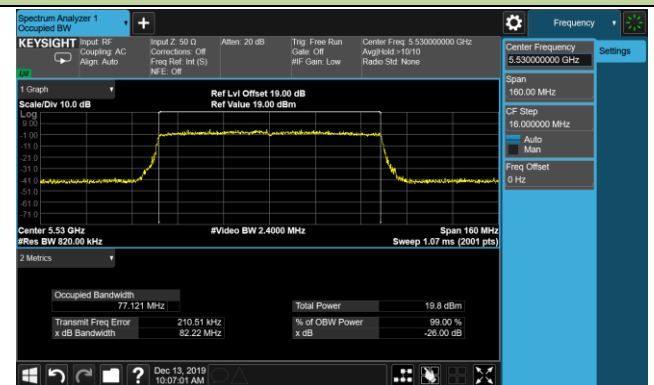 Spectrum Analyzer 1
Occupied BW
Frequency
KEYSIGHT
Input: RF
Coupling: AC
Align: Auto
Input Z: 50 Ω
Corrections: Off
Freq Ref: Int (S)
NFE: Off
Atten: 20 dB
Trig: Free Run
Gate: Off
#IF Gain: Low
Center Freq: 5.530000000 GHz
Avg|Hold:>10/10
Radio Std: None
Center Frequency
5.530000000 GHz
Settings
Span
160.00 MHz
CF Step
16.000000 MHz
Auto
Man
Freq Offset
0 Hz
1 Graph
Scale/Div 10.0 dB
Ref Lvl Offset 19.00 dB
Ref Value 19.00 dBm
Log
9.00
-1.00
-11.0
-21.0
-31.0
-41.0
-51.0
-61.0
-71.0
Center 5.53 GHz
#Res BW 820.00 kHz
#Video BW 2.4000 MHz
Span 160 MHz
Sweep 1.07 ms (2001 pts)
2 Metrics
Occupied Bandwidth
77.121 MHz
Total Power 19.8 dBm
Transmit Freq Error 210.51 kHz
% of OBW Power 99.00 %
x dB Bandwidth 82.22 MHz
x dB -26.00 dB
?
Dec 13, 2019
10:07:01 AM